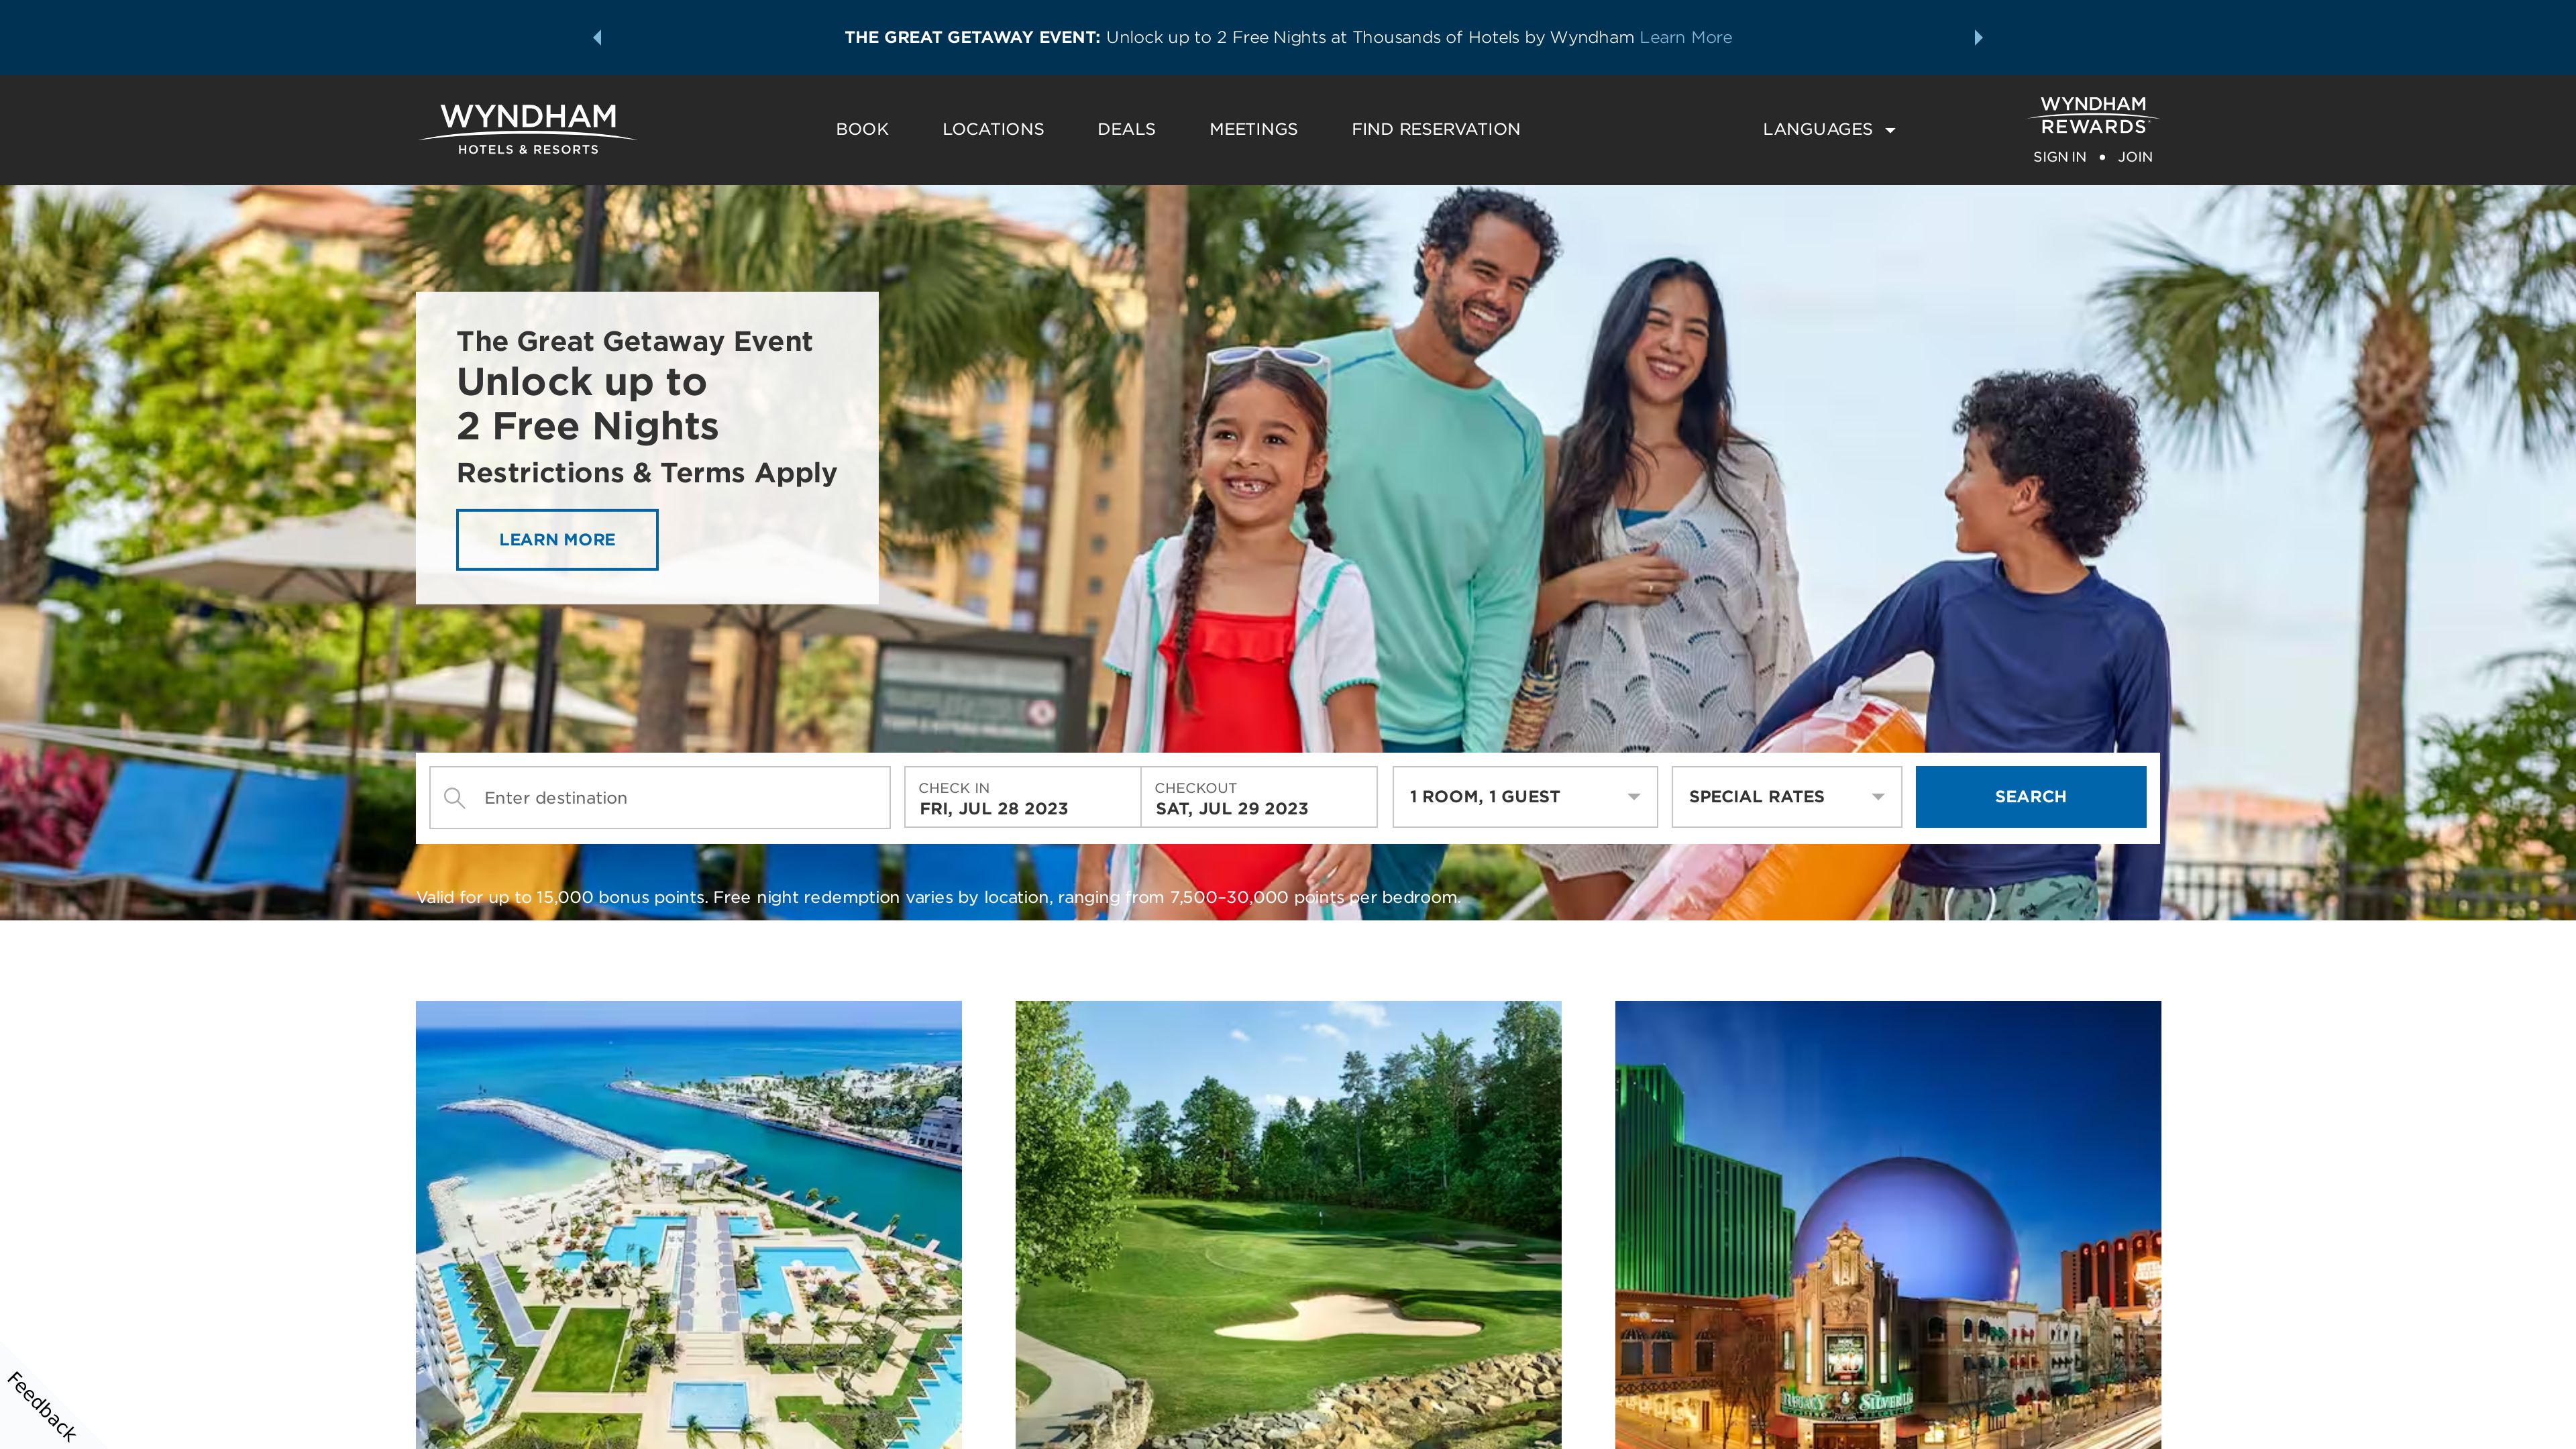 THE GREAT GETAWAY EVENT: Unlock up to 2 Free Nights at Thousands of Hotels by Wyndham Learn More
WYNDHAM
HOTELS & RESORTS
BOOK
LOCATIONS
DEALS
MEETINGS
FIND RESERVATION
LANGUAGES
WYNDHAM
REWARDS
SIGN IN • JOIN
The Great Getaway Event
Unlock up to
2 Free Nights
Restrictions & Terms Apply
LEARN MORE
Enter destination
CHECK IN
FRI, JUL 28 2023
CHECKOUT
SAT, JUL 29 2023
1 ROOM, 1 GUEST
SPECIAL RATES
SEARCH
Valid for up to 15,000 bonus points. Free night redemption varies by location, ranging from 7,500–30,000 points per bedroom.
Feedback